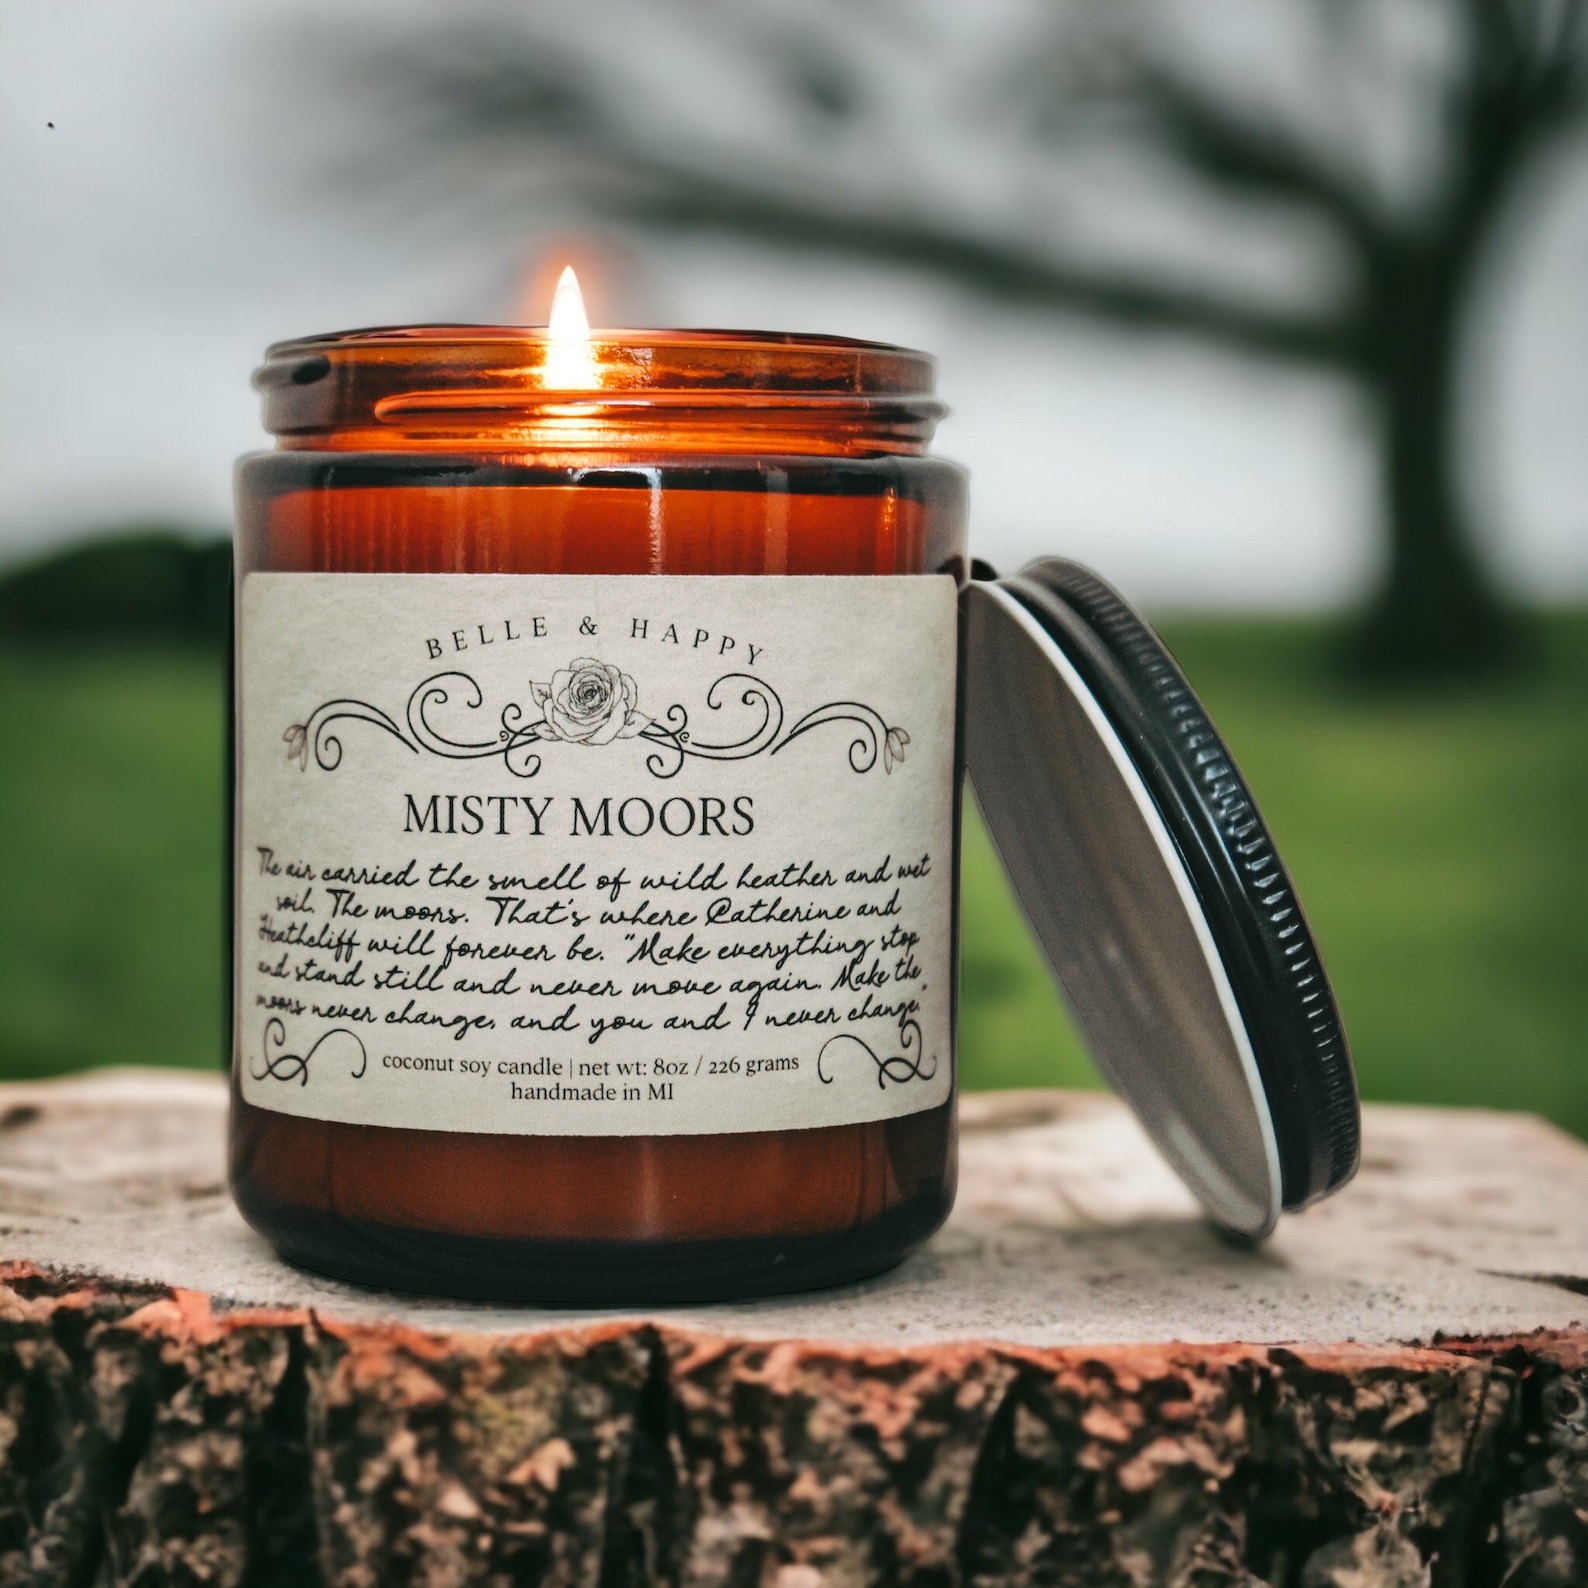 BELLE & HAPPY
MISTY MOORS
The air carried the smell of wild heather and wet
soil. The moors. That's where Catherine and
Heathcliff will forever be. "Make everything stop
and stand still and never move again. Make the
moors never change, and you and I never change."
coconut soy candle | net wt: 8oz / 226 grams
handmade in MI